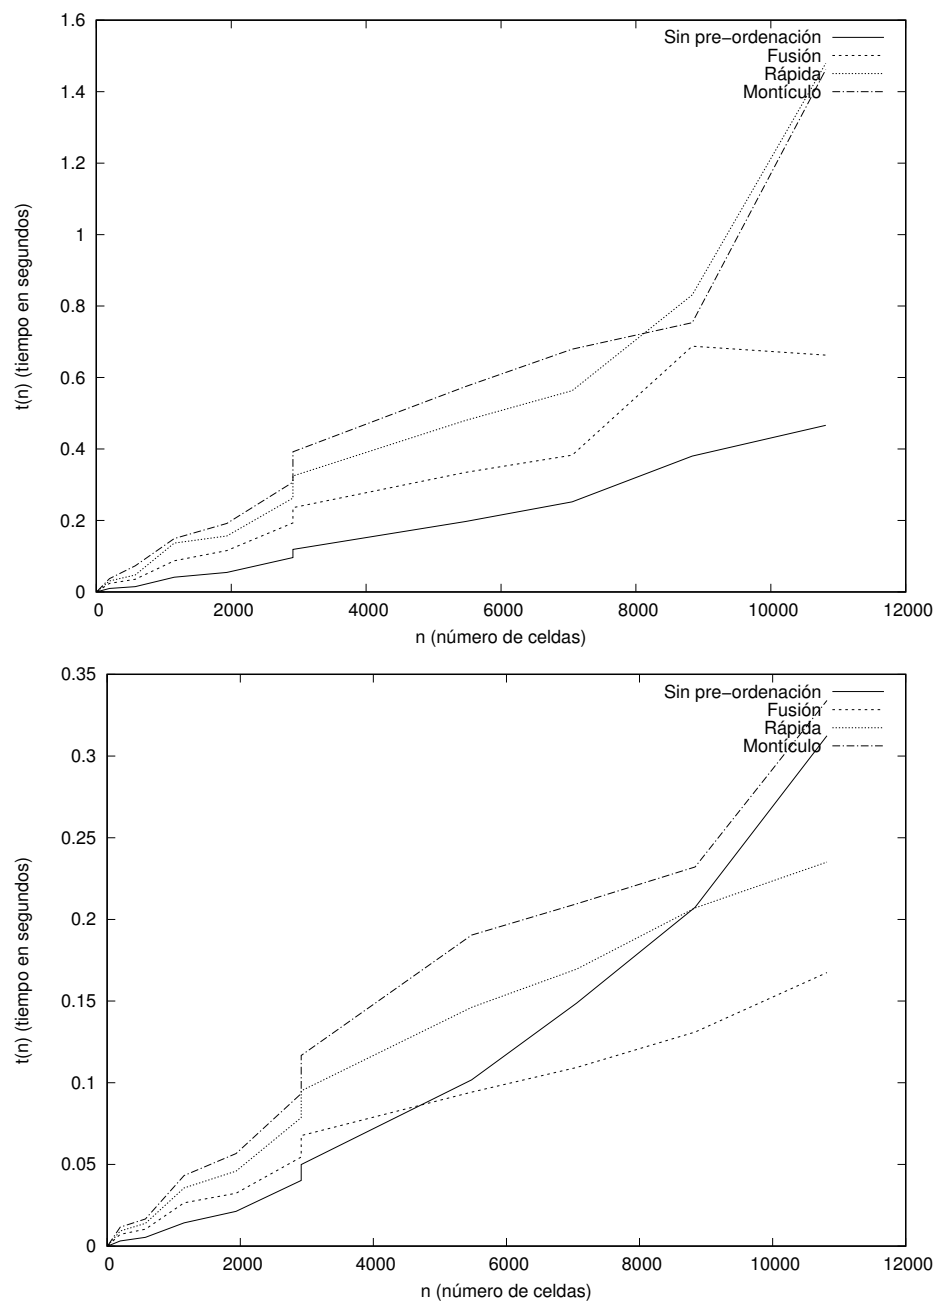 1.6
1.4
1.2
1
0.8
0.6
0.4
0.2
0
t(n) (tiempo en segundos)
Sin pre−ordenación
Fusión
Rápida
Montículo
0 2000 4000 6000 8000 10000 12000
n (número de celdas)
0.35
0.3
0.25
0.2
0.15
0.1
0.05
0
t(n) (tiempo en segundos)
Sin pre−ordenación
Fusión
Rápida
Montículo
0 2000 4000 6000 8000 10000 12000
n (número de celdas)